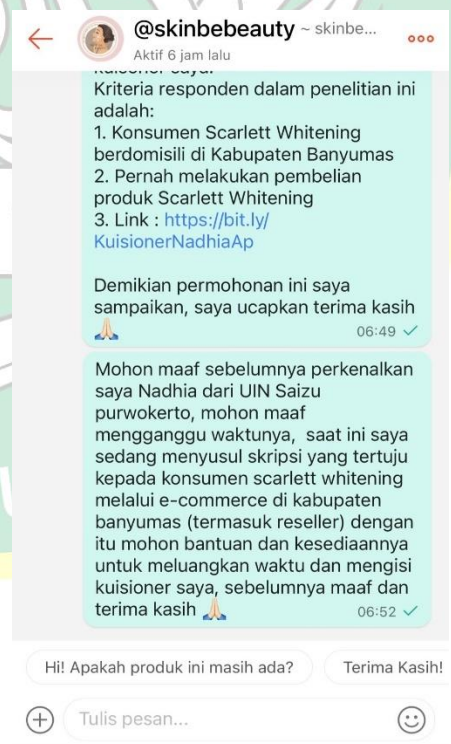 @skinbebeauty ~ skinbe...
Aktif 6 jam lalu
kuisioner saya.
Kriteria responden dalam penelitian ini
adalah:
1. Konsumen Scarlett Whitening
berdomisili di Kabupaten Banyumas
2. Pernah melakukan pembelian
produk Scarlett Whitening
3. Link : https://bit.ly/
KuisionerNadhiaAp
Demikian permohonan ini saya
sampaikan, saya ucapkan terima kasih
🙏🏻
06:49 ✓
Mohon maaf sebelumnya perkenalkan
saya Nadhia dari UIN Saizu
purwokerto, mohon maaf
mengganggu waktunya, saat ini saya
sedang menyusul skripsi yang tertuju
kepada konsumen scarlett whitening
melalui e-commerce di kabupaten
banyumas (termasuk reseller) dengan
itu mohon bantuan dan kesediaannya
untuk meluangkan waktu dan mengisi
kuisioner saya, sebelumnya maaf dan
terima kasih 🙏🏻 06:52 ✓
Hi! Apakah produk ini masih ada? Terima Kasih!
Tulis pesan...